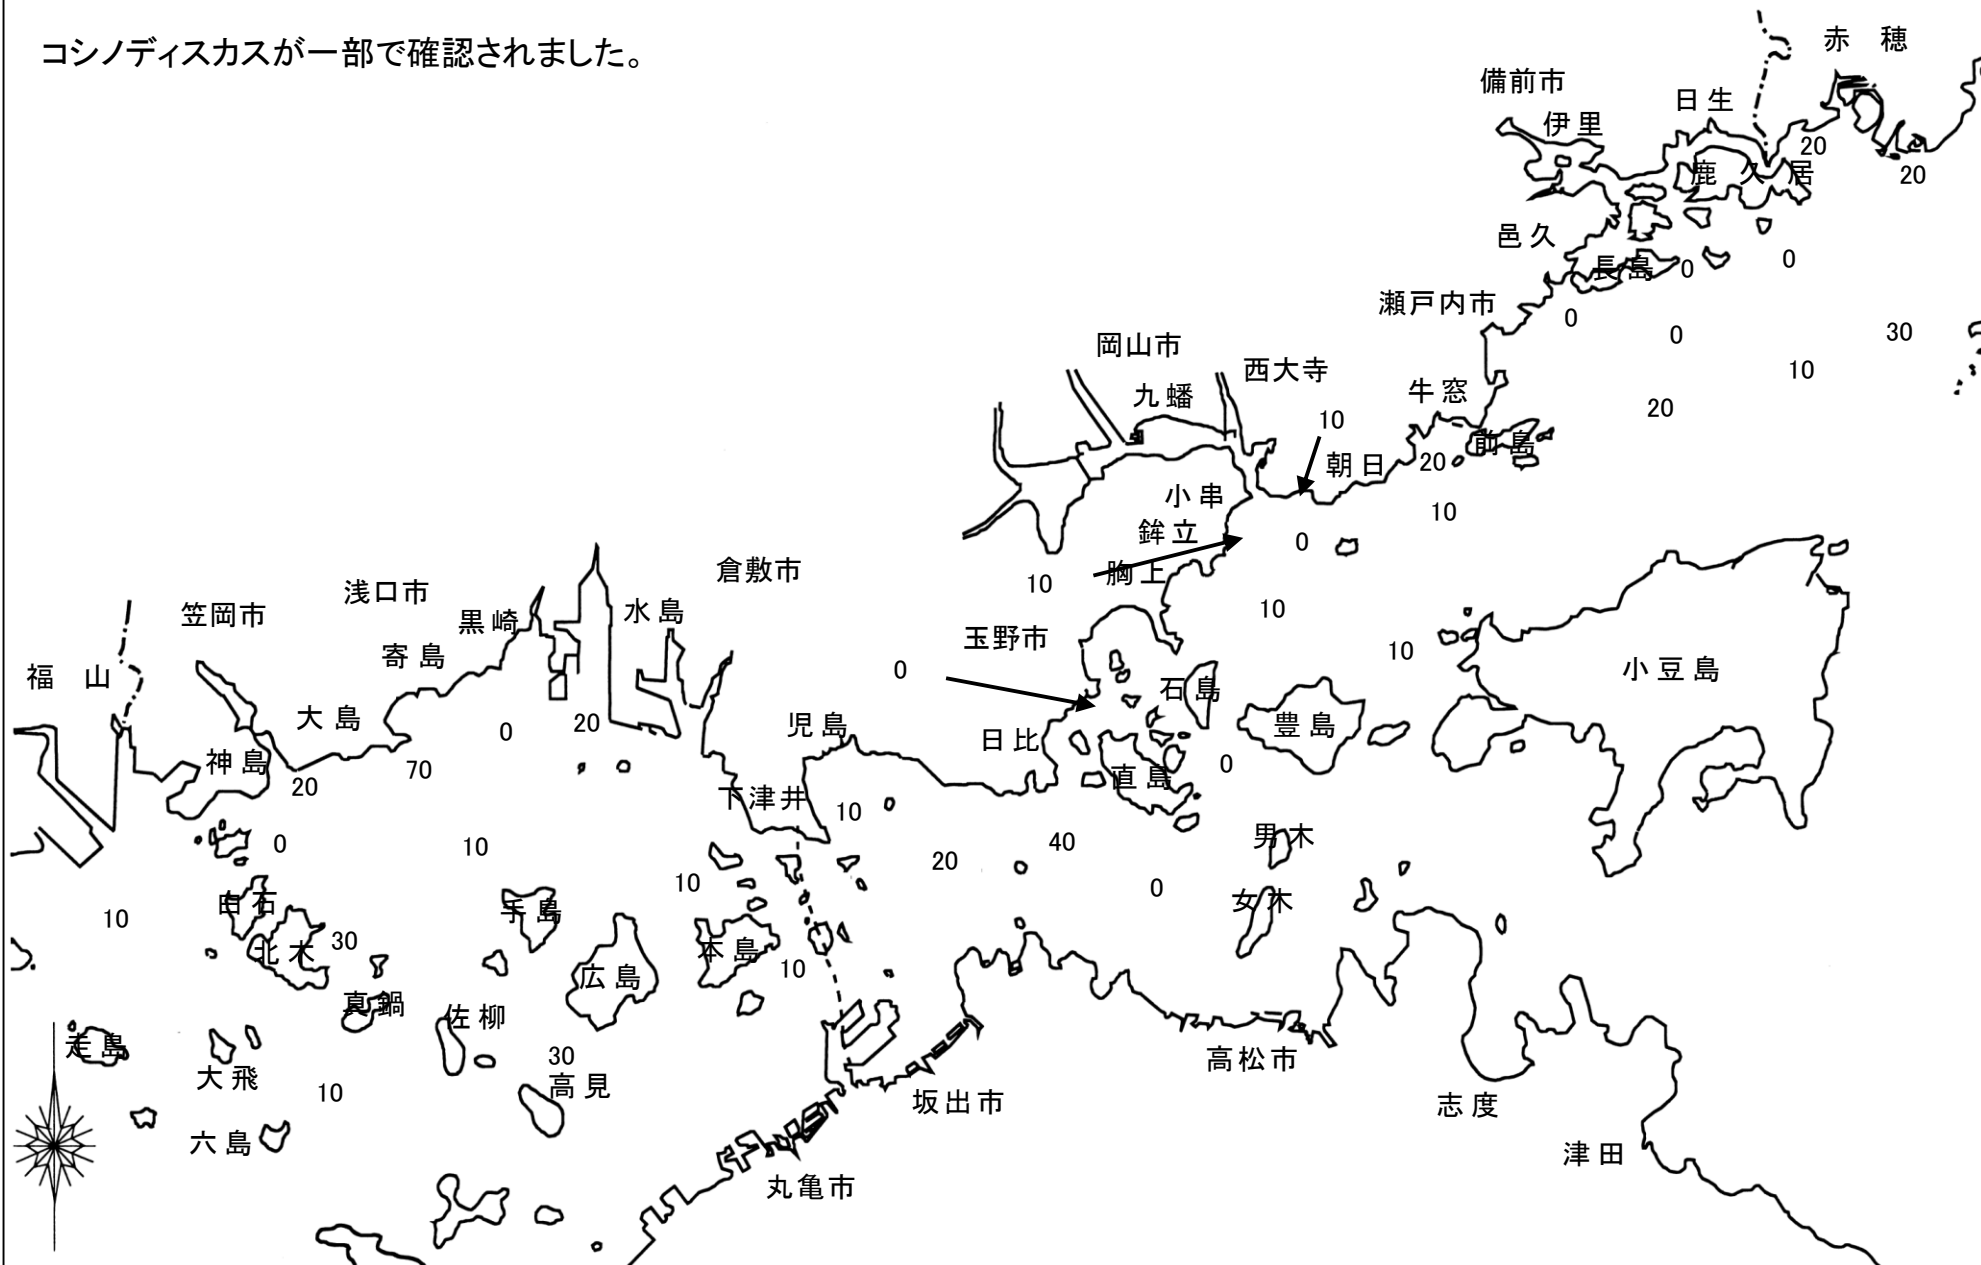 コシノディスカスが一部で確認されました。
赤 穂
備前市
日生
伊里
20
鹿 久 居
20
邑久
長島
0
0
瀬戸内市
0
0
30
岡山市
西大寺
10
九蟠
牛窓
20
10
前島
朝日
20
小串
10
鉾立
0
胸上
10
倉敷市
浅口市
笠岡市
黒崎
水島
10
玉野市
10
寄島
福 山
0
石島
小豆島
大島
児島
豊島
0
20
日比
神島
70
0
直島
20
下津井
10
男木
0
10
20
40
10
0
女木
白石
手島
10
北木
30
本島
10
広島
真鍋
佐柳
走島
30
高松市
大飛
10
高見
坂出市
志度
六島
津田
丸亀市